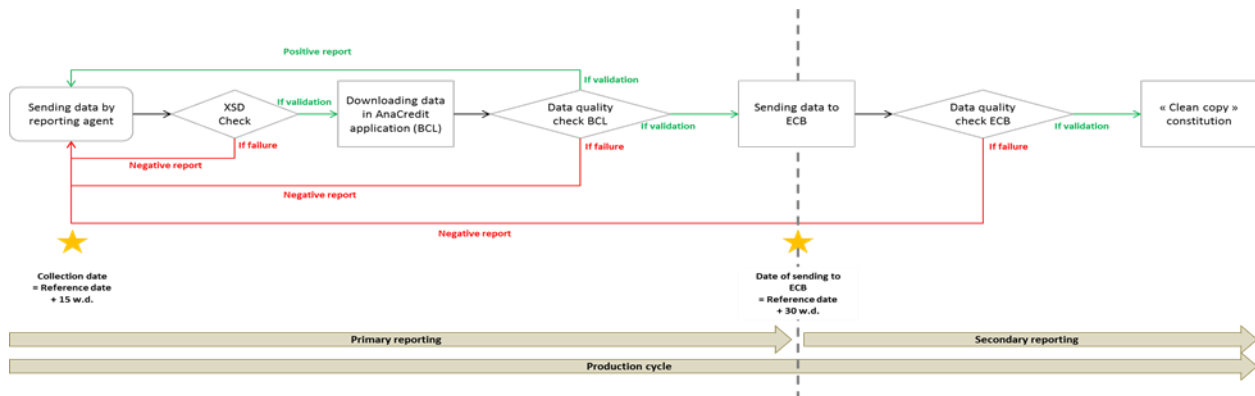 Positive report
If validation
Sending data by
reporting agent
XSD
Check
If validation
Downloading data
in AnaCredit
application (BCL)
Data quality
check BCL
If validation
Sending data to
ECB
Data quality
check ECB
If validation
« Clean copy »
constitution
If failure
Negative report
If failure
Negative report
If failure
Negative report
Collection date
= Reference date
+ 15 w.d.
Date of sending to
ECB
= Reference date
+ 30 w.d.
Primary reporting
Secondary reporting
Production cycle